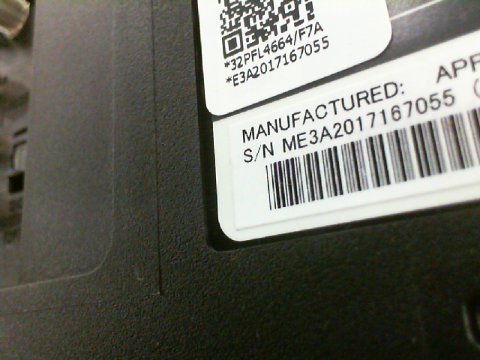 *32PFL4664/F7A
*E3A2017167055
MANUFACTURED: APR
S/N ME3A2017167055 (